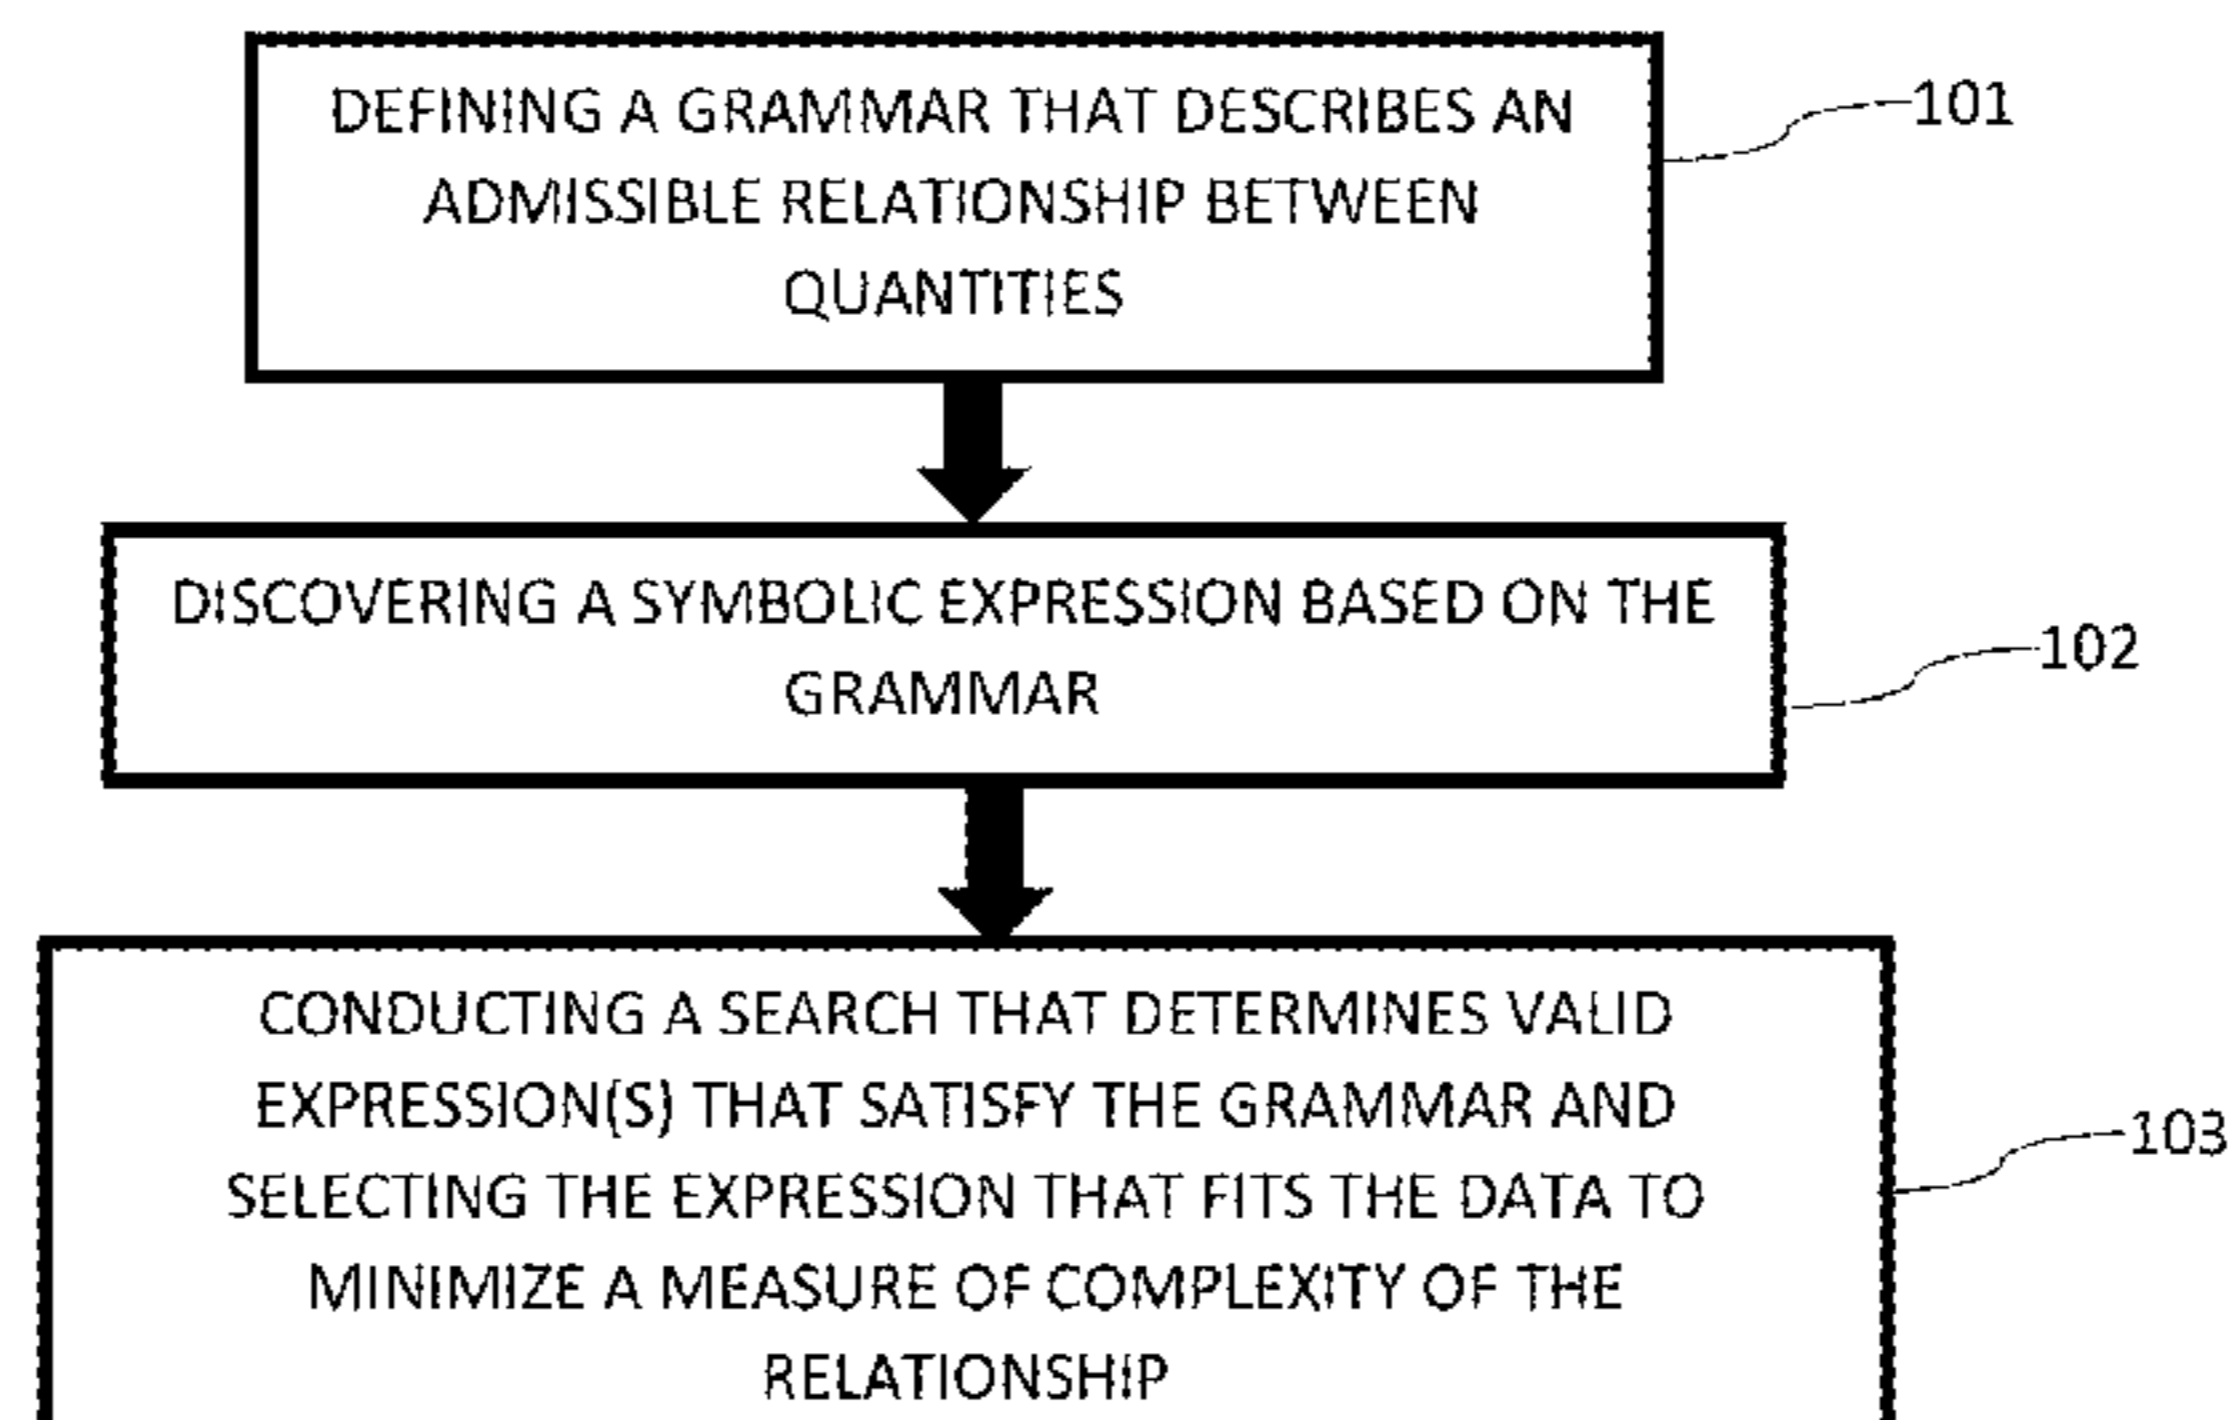 DEFINING A GRAMMAR THAT DESCRIBES AN
ADMISSIBLE RELATIONSHIP BETWEEN
QUANTITIES
101
DISCOVERING A SYMBOLIC EXPRESSION BASED ON THE
GRAMMAR
102
CONDUCTING A SEARCH THAT DETERMINES VALID
EXPRESSION(S) THAT SATISFY THE GRAMMAR AND
SELECTING THE EXPRESSION THAT FITS THE DATA TO
MINIMIZE A MEASURE OF COMPLEXITY OF THE
RELATIONSHIP
103